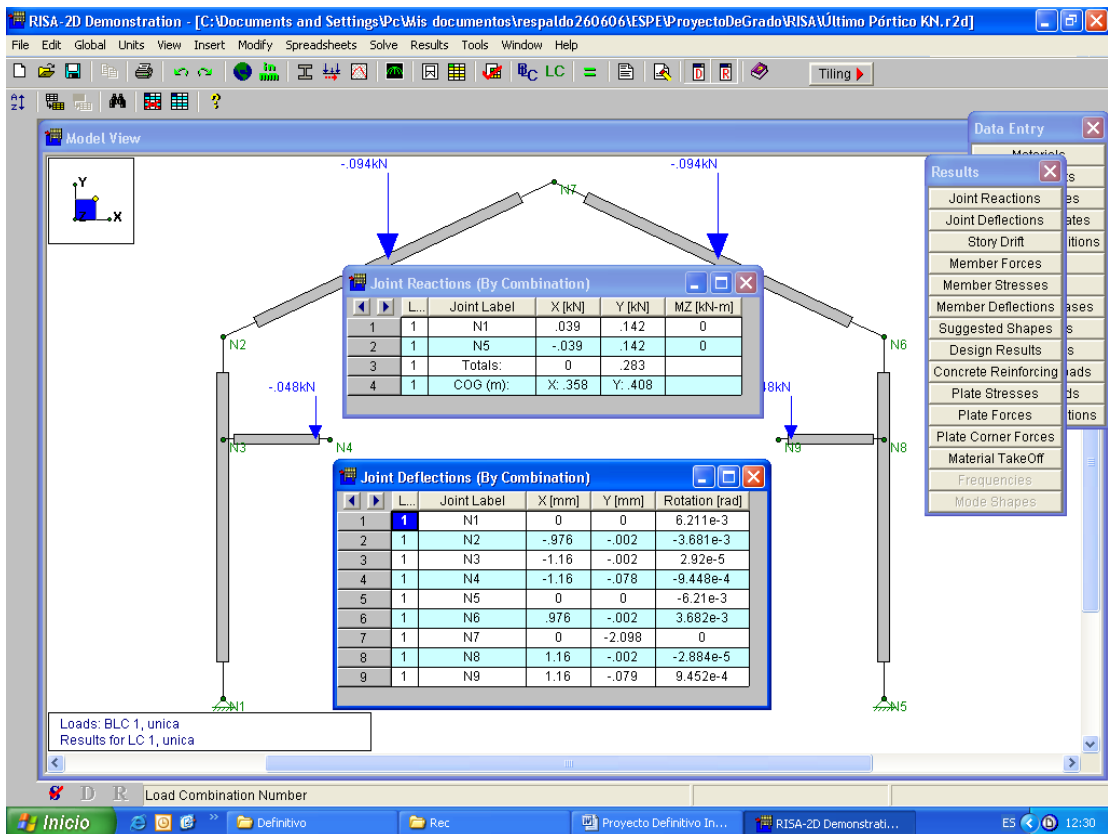 RISA-2D Demonstration - [C:\Documents and Settings\Pc\Mis documentos\respaldo260606\ESPE\ProyectoDeGrado\RISA\Último Pórtico KN.r2d]
File Edit Global Units View Insert Modify Spreadsheets Solve Results Tools Window Help
Tiling
Model View
Data Entry
Results
Joint Reactions
Joint Deflections
Story Drift
Member Forces
Member Stresses
Member Deflections
Suggested Shapes
Design Results
Concrete Reinforcing
Plate Stresses
Plate Forces
Plate Corner Forces
Material TakeOff
Frequencies
Mode Shapes
Y
Z X
-.094kN -.094kN
N7
N2 N6
-.048kN 48kN
N3 N4 N9 N8
N1 N5
Joint Reactions (By Combination)
L... Joint Label X [kN] Y [kN] MZ [kN-m]
1 1 N1 .039 .142 0
2 1 N5 -.039 .142 0
3 1 Totals: 0 .283
4 1 COG (m): X: .358 Y: .408
Joint Deflections (By Combination)
L... Joint Label X [mm] Y [mm] Rotation [rad]
1 1 N1 0 0 6.211e-3
2 1 N2 -.976 -.002 -3.681e-3
3 1 N3 -1.16 -.002 2.92e-5
4 1 N4 -1.16 -.078 -9.448e-4
5 1 N5 0 0 -6.21e-3
6 1 N6 .976 -.002 3.682e-3
7 1 N7 0 -2.098 0
8 1 N8 1.16 -.002 -2.884e-5
9 1 N9 1.16 -.079 9.452e-4
Loads: BLC 1, unica
Results for LC 1, unica
S D R Load Combination Number
Inicio Definitivo Rec Proyecto Definitivo In... RISA-2D Demonstrati... ES 12:30